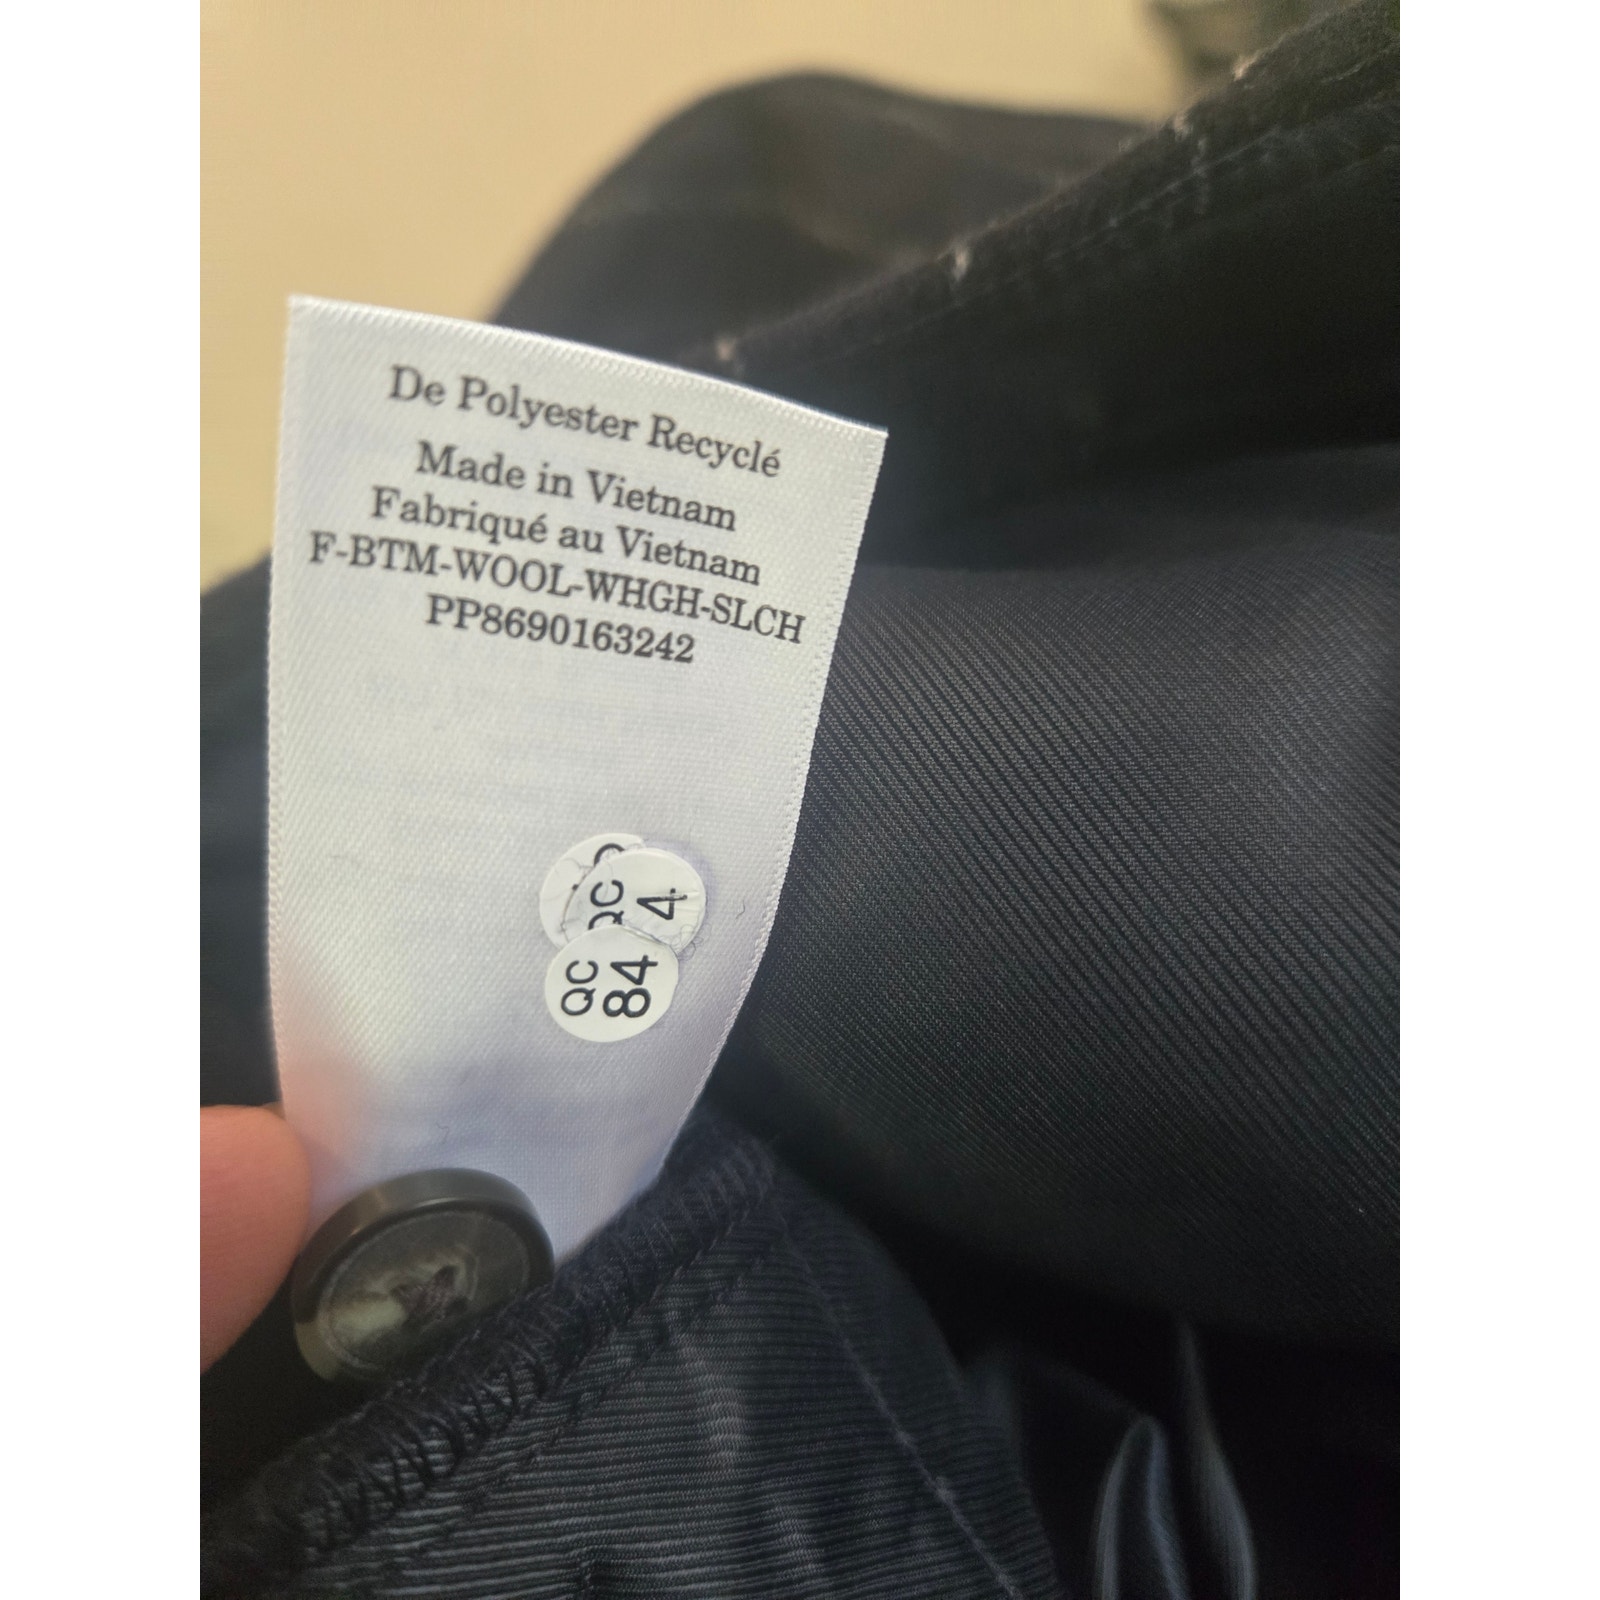 De Polyester Recyclé
Made in Vietnam
Fabriqué au Vietnam
F-BTM-WOOL-WHGH-SLCH
PP8690163242
QC
4
QC
84